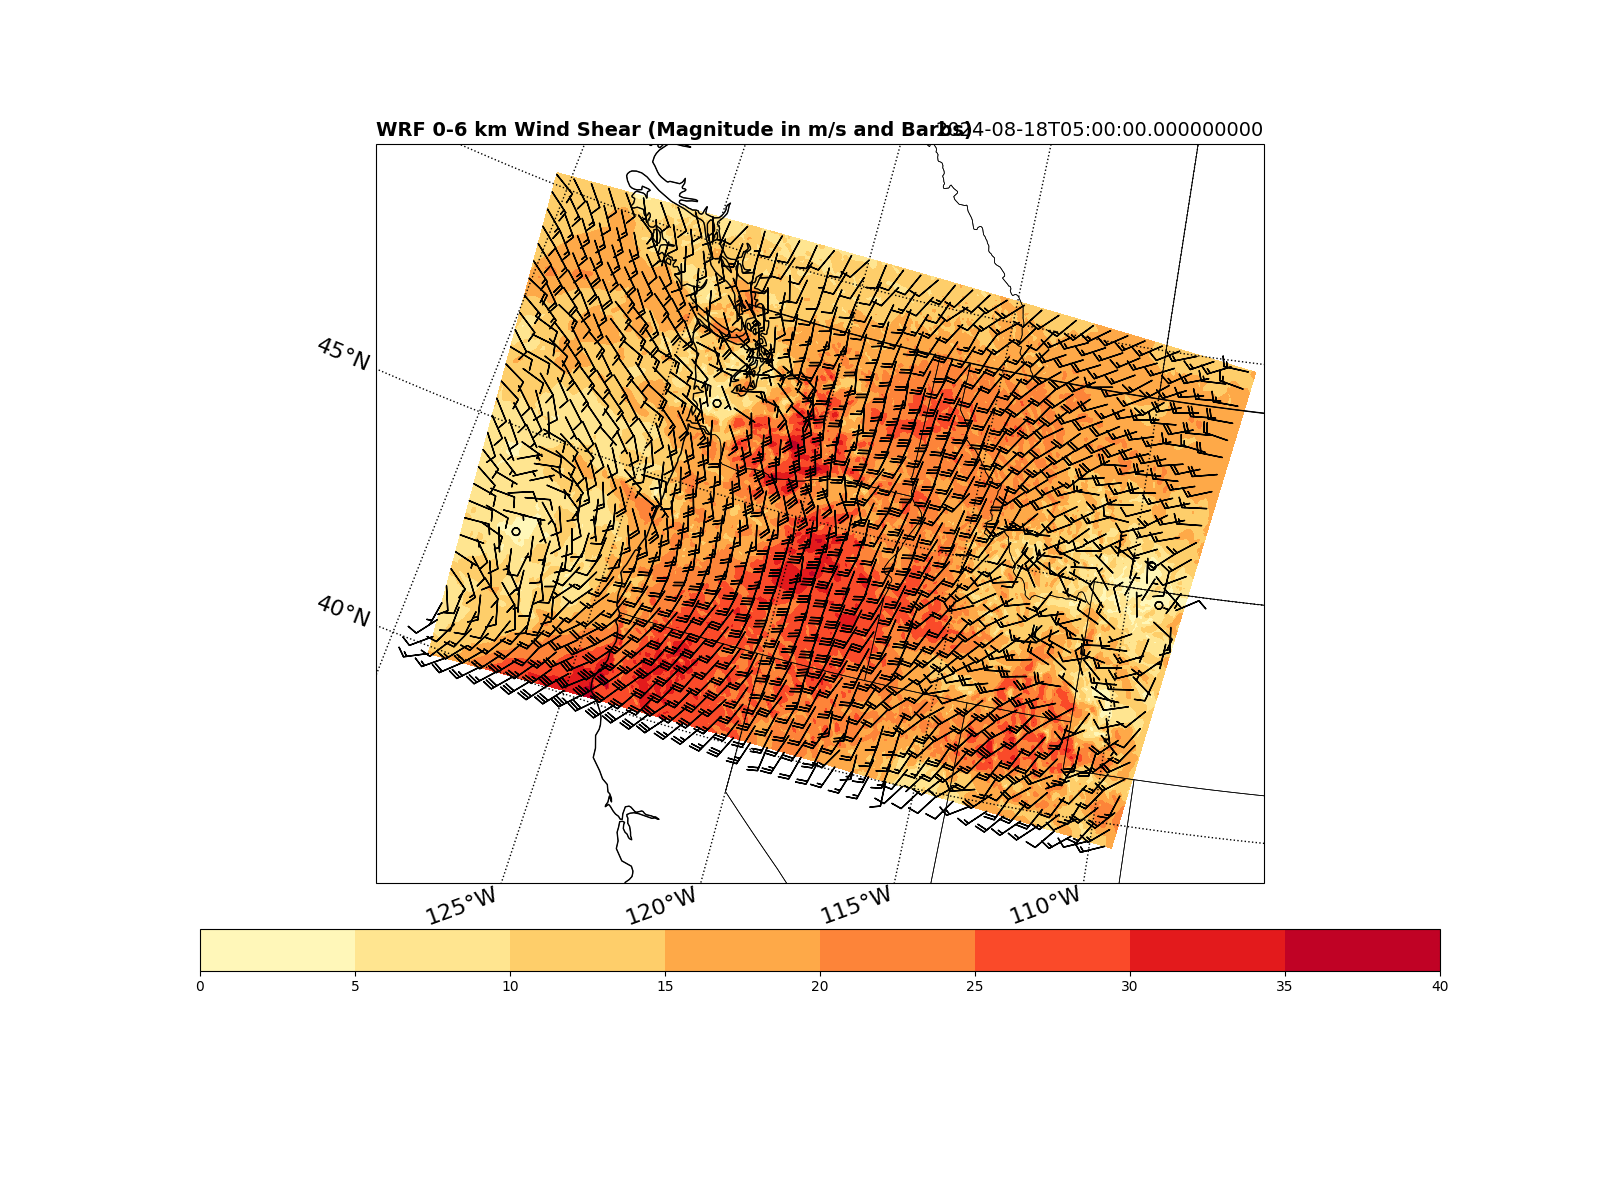 WRF 0-6 km Wind Shear (Magnitude in m/s and Barbs)
2024-08-18T05:00:00.000000000
45°N
40°N
125°W 120°W 115°W 110°W
0 5 10 15 20 25 30 35 40